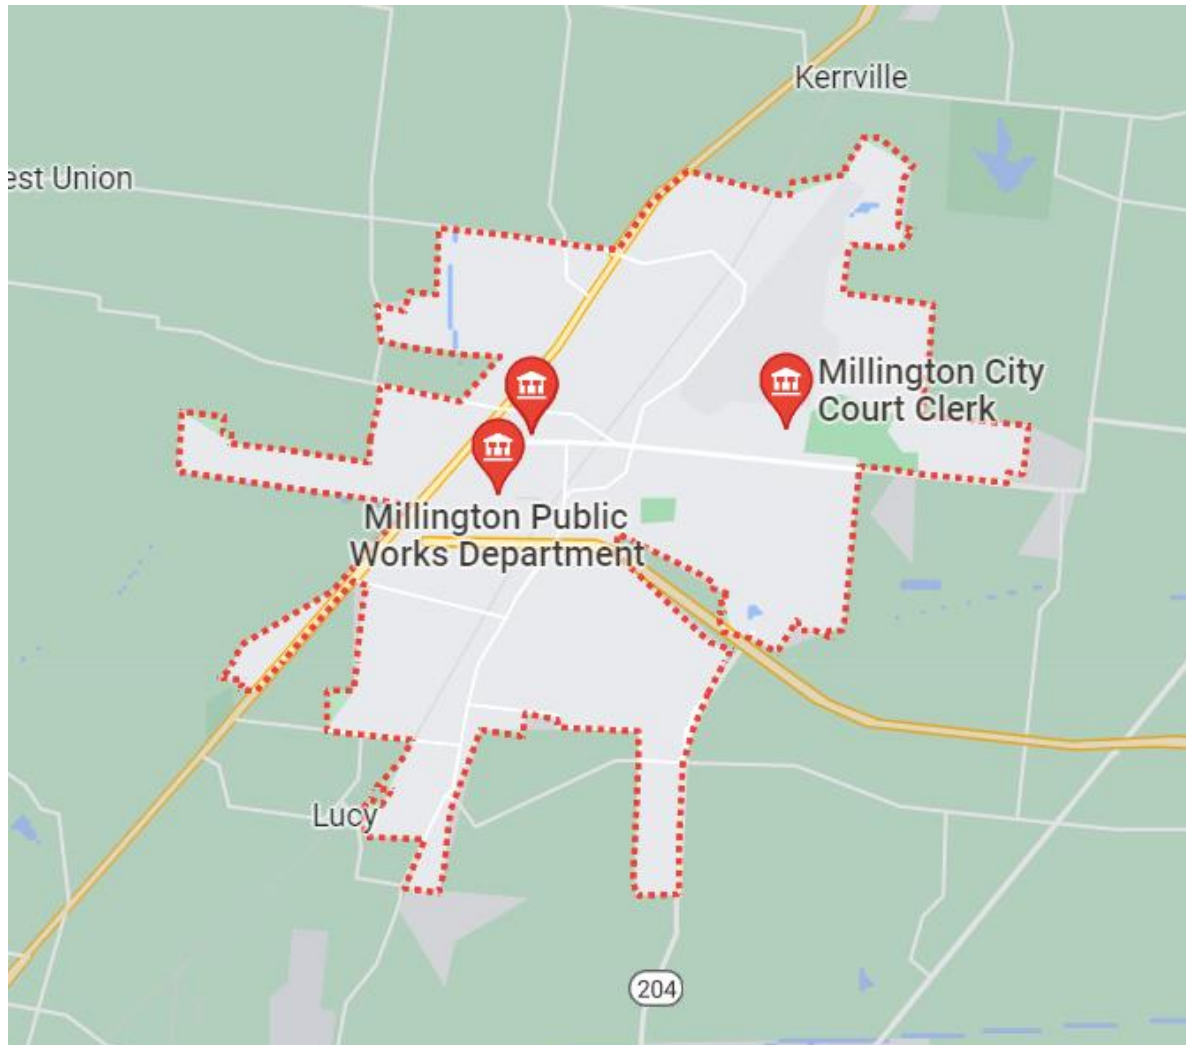 Kerrville
est Union
Millington City
Court Clerk
Millington Public
Works Department
Lucy
204